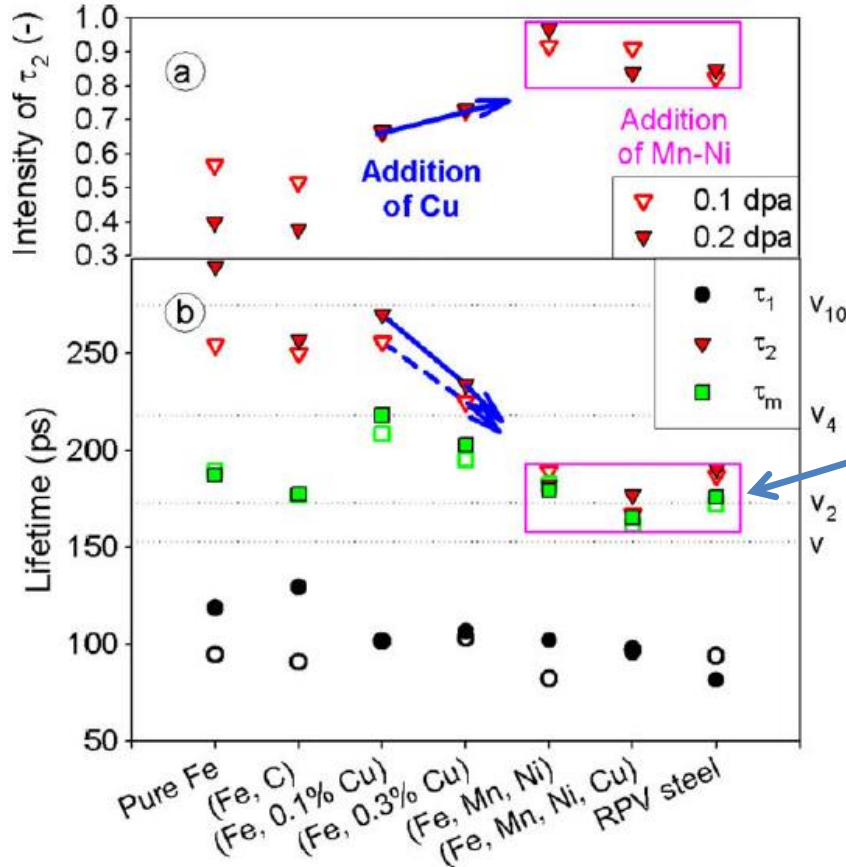 Intensity of τ2 (-)
1.0
0.9
0.8
0.7
0.6
0.5
0.4
0.3
a
Addition
of Cu
Addition
of Mn-Ni
0.1 dpa
0.2 dpa
Lifetime (ps)
250
200
150
100
50
b
τ1
τ2
τm
V10
V4
V2
V
Pure Fe
(Fe, C)
(Fe, 0.1% Cu)
(Fe, 0.3% Cu)
(Fe, Mn, Ni)
(Fe, Mn, Ni, Cu)
RPV steel